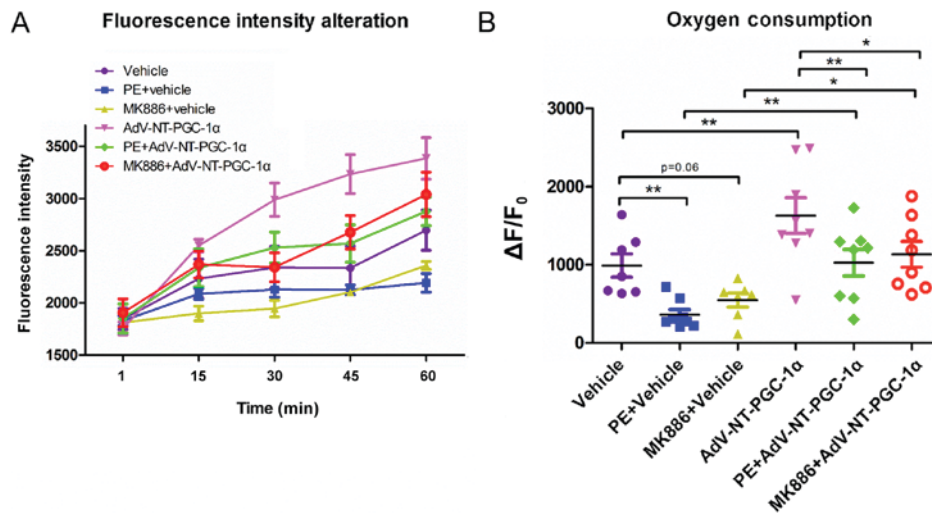 A
Fluorescence intensity alteration
Vehicle
PE+vehicle
MK886+vehicle
AdV-NT-PGC-1α
PE+AdV-NT-PGC-1α
MK886+AdV-NT-PGC-1α
Fluorescence intensity
3500
3000
2500
2000
1500
1
15
30
45
60
Time (min)
B
Oxygen consumption
*
**
*
**
**
p=0.06
**
ΔF/F0
3000
2000
1000
0
Vehicle
PE+Vehicle
MK886+Vehicle
AdV-NT-PGC-1α
PE+AdV-NT-PGC-1α
MK886+AdV-NT-PGC-1α